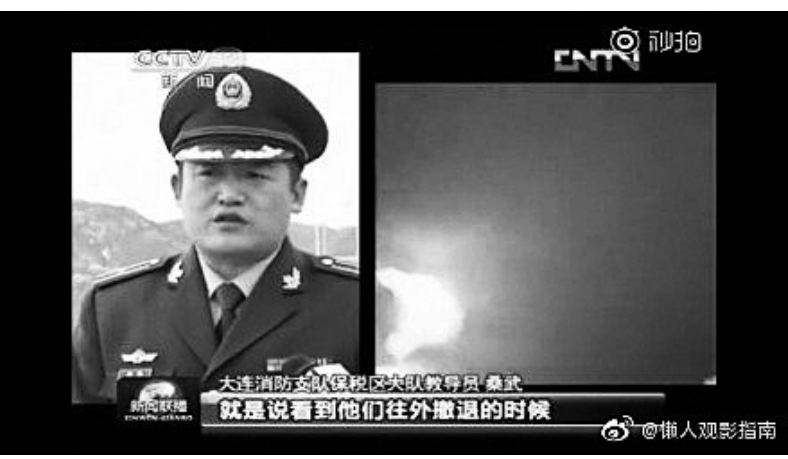 CCTV
新闻
CNTV
秒拍
大连消防支队保税区大队教导员 桑武
新闻联播
XINWEN LIANBO
就是说看到他们往外撤退的时候
@懒人观影指南